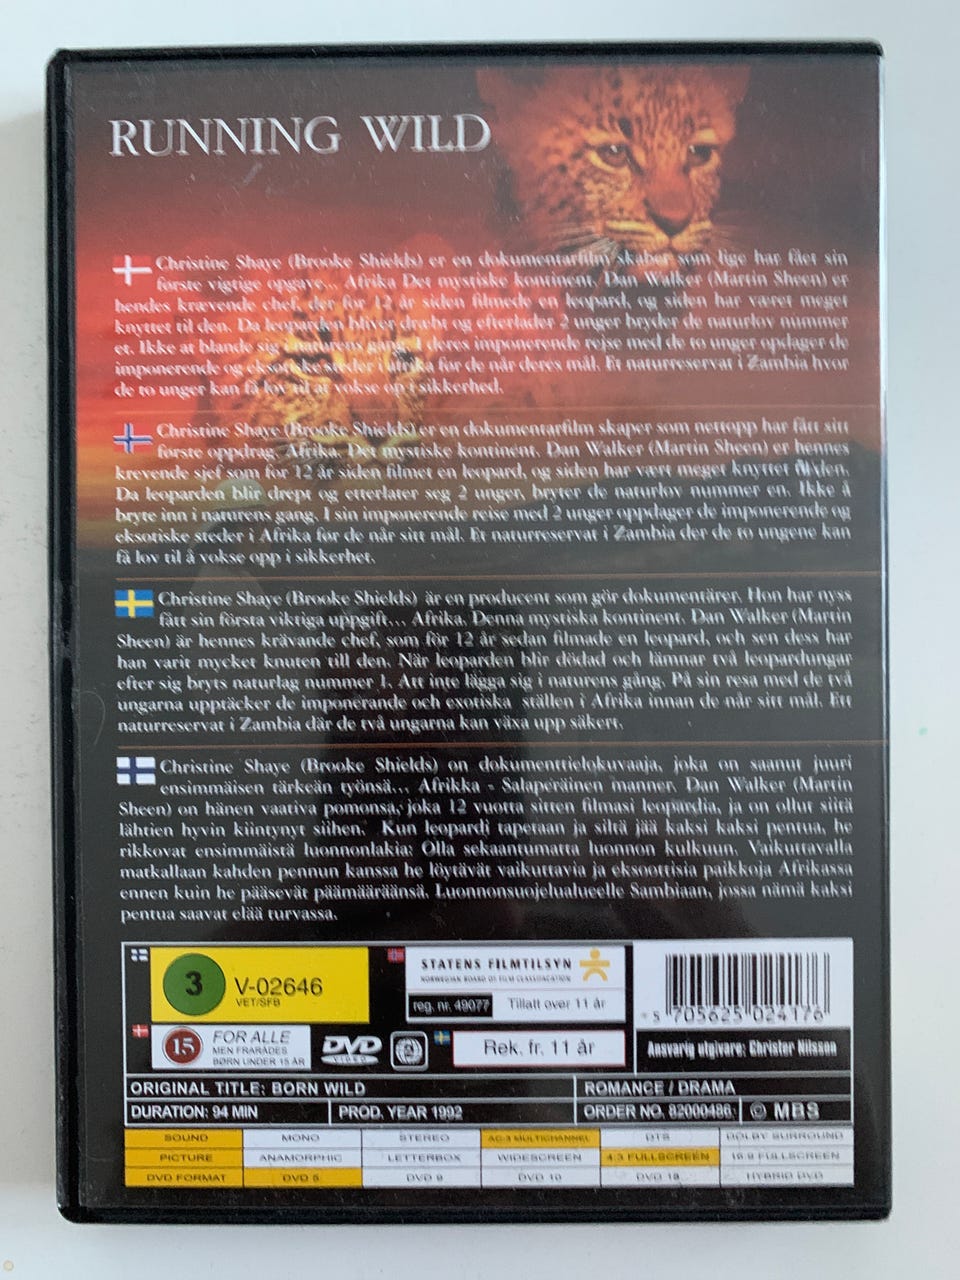 RUNNING WILD
Christine Shaye (Brooke Shields) er en dokumentarfilm skaber som lige har fået sin
første vigtige opgave... Afrika Det mystiske kontinent. Dan Walker (Martin Sheen) er
hendes krævende chef, der for 12 år siden filmede en leopard, og siden har været meget
knyttet til den. Da leoparden bliver dræbt og efterlader 2 unger bryder de naturlov nummer
et. Ikke at blande sig i naturens gang. I deres imponerende rejse med de to unger opdager de
imponerende og eksotiske steder i afrika før de når deres mål. Et naturreservat i Zambia hvor
de to unger kan få lov til at vokse op i sikkerhed.
Christine Shaye (Brooke Shields) er en dokumentarfilm skaper som nettopp har fått sitt
første oppdrag. Afrika. Det mystiske kontinent. Dan Walker (Martin Sheen) er hennes
krevende sjef som for 12 år siden filmet en leopard, og siden har vært meget knyttet til den.
Da leoparden blir drept og etterlater seg 2 unger, bryter de naturlov nummer en. Ikke å
bryte inn i naturens gang. I sin imponerende reise med 2 unger oppdager de imponerende og
eksotiske steder i Afrika før de når sitt mål. Et naturreservat i Zambia der de to ungene kan
få lov til å vokse opp i sikkerhet.
Christine Shaye (Brooke Shields) är en producent som gör dokumentärer. Hon har nyss
fått sin första viktiga uppgift... Afrika. Denna mystiska kontinent. Dan Walker (Martin
Sheen) är hennes krävande chef, som för 12 år sedan filmade en leopard, och sen dess har
han varit mycket knuten till den. När leoparden blir dödad och lämnar två leopardungar
efter sig bryts naturlag nummer 1. Att inte lägga sig i naturens gång. På sin resa med de två
ungarna upptäcker de imponerande och exotiska ställen i Afrika innan de når sitt mål. Ett
naturreservat i Zambia där de två ungarna kan växa upp säkert.
Christine Shaye (Brooke Shields) on dokumenttielokuvaaja, joka on saanut juuri
ensimmäisen tärkeän työnsä... Afrikka - Salaperäinen manner. Dan Walker (Martin
Sheen) on hänen vaativa pomonsa, joka 12 vuotta sitten filmasi leopardia, ja on ollut siitä
lähtien hyvin kiintynyt siihen. Kun leopardi tapetaan ja siltä jää kaksi kaksi pentua, he
rikkovat ensimmäistä luonnonlakia: Olla sekaantumatta luonnon kulkuun. Vaikuttavalla
matkallaan kahden pennun kanssa he löytävät vaikuttavia ja eksoottisia paikkoja Afrikassa
ennen kuin he pääsevät päämääräänsä. Luonnonsuojelualueelle Sambiaan, jossa nämä kaksi
pentua saavat elää turvassa.
3 V-02646
VET/SFB
STATENS FILMTILSYN
NORWEGIAN BOARD OF FILM CLASSIFICATION
reg. nr. 49077 Tillatt over 11 år
5 705625 024176
15 FOR ALLE
MEN FRARÅDES
BØRN UNDER 15 ÅR
DVD
VIDEO
2
Rek. fr. 11 år
Ansvarig utgivare: Christer Nilsson
ORIGINAL TITLE: BORN WILD ROMANCE / DRAMA
DURATION: 94 MIN PROD. YEAR 1992 ORDER NO. 82000486 © MBS
SOUND MONO STEREO AC-3 MULTICHANNEL DTS DOLBY SURROUND
PICTURE ANAMORPHIC LETTERBOX WIDESCREEN 4:3 FULLSCREEN 16:9 FULLSCREEN
DVD FORMAT DVD 5 DVD 9 DVD 10 DVD 18 HYBRID DVD